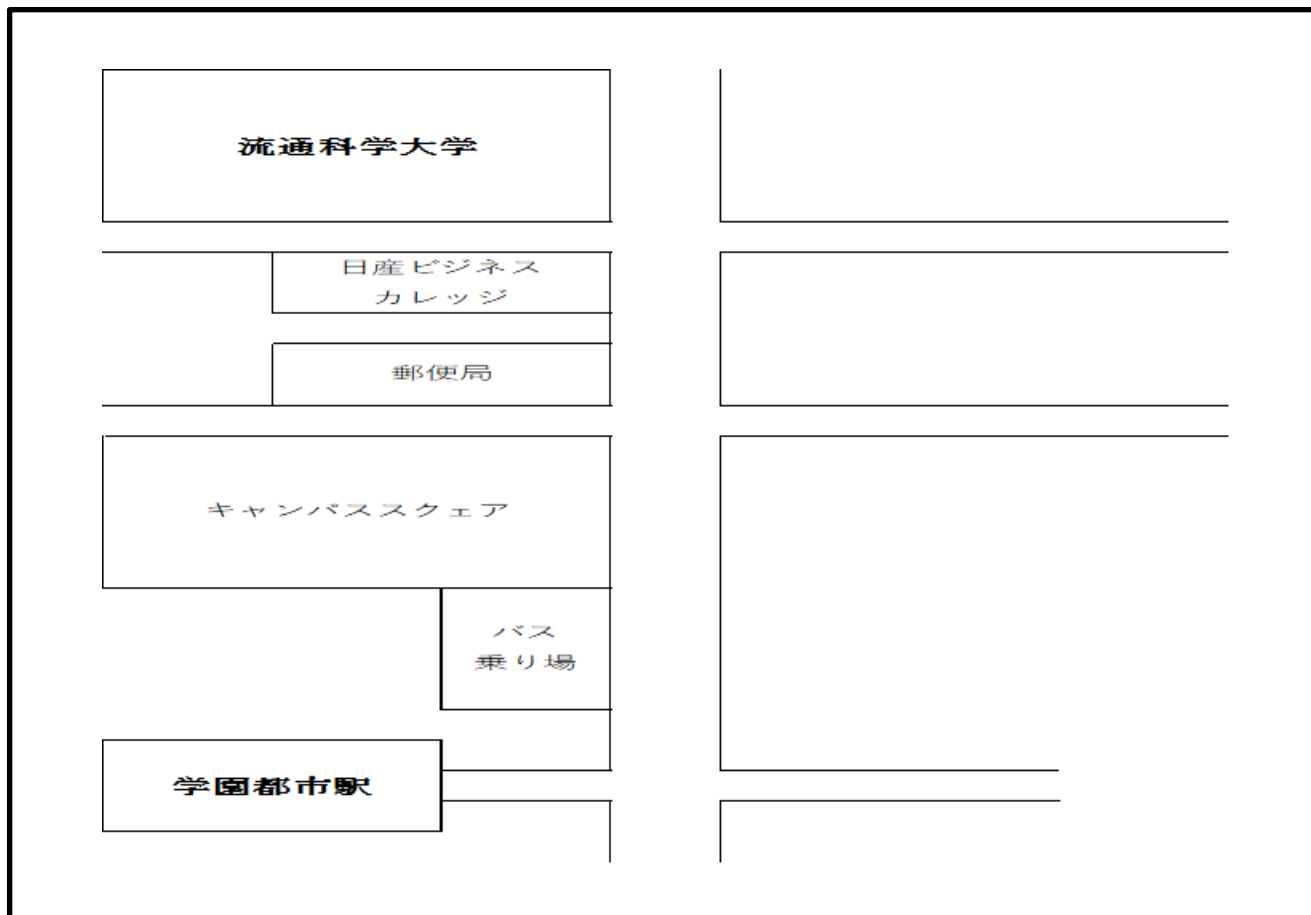 流通科学大学
日産ビジネス
カレッジ
郵便局
キャンパススクェア
バス
乗り場
学園都市駅